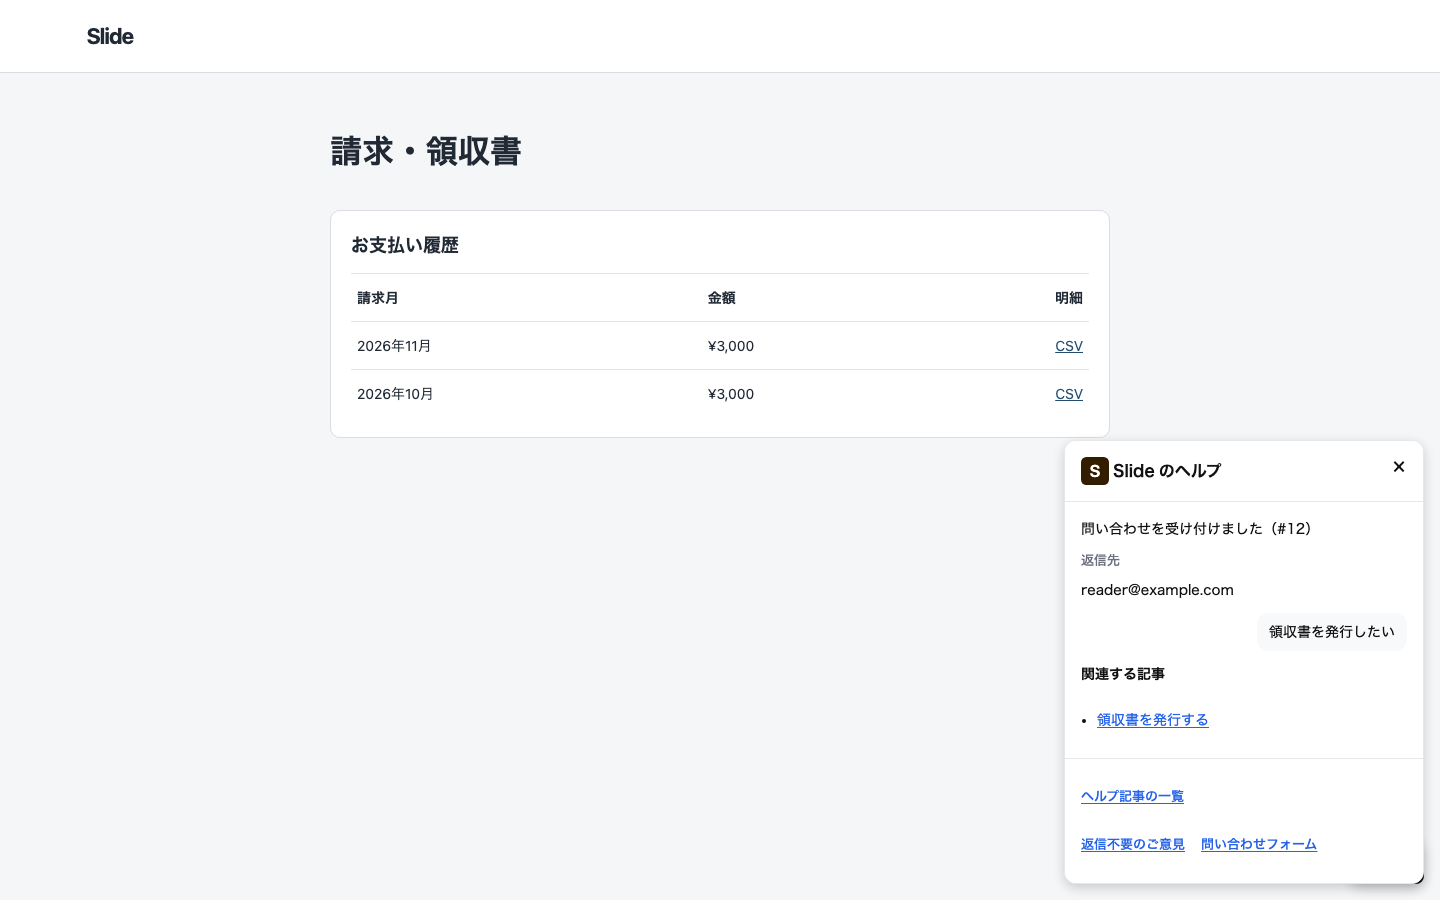 Slide
請求・領収書
お支払い履歴
請求月 金額 明細
2026年11月 ¥3,000 CSV
2026年10月 ¥3,000 CSV
S Slide のヘルプ ×
問い合わせを受け付けました（#12）
返信先
reader@example.com
領収書を発行したい
関連する記事
• 領収書を発行する
ヘルプ記事の一覧
返信不要のご意見 問い合わせフォーム